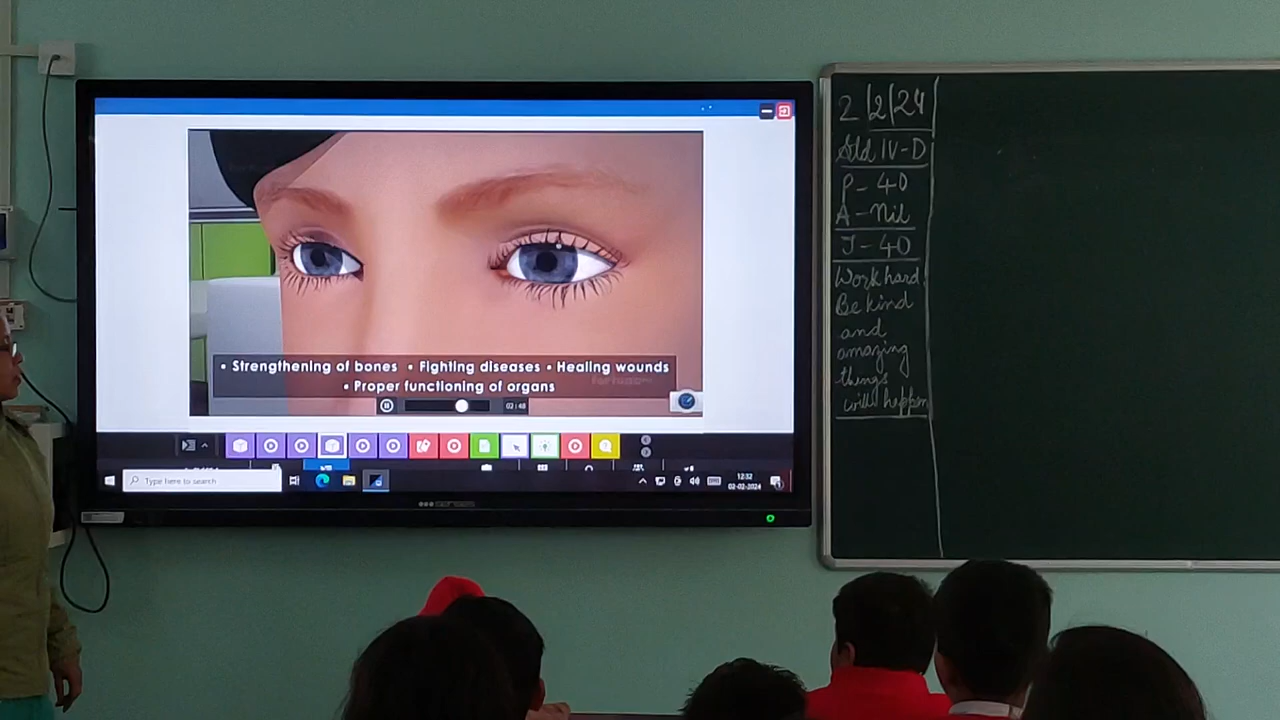 • Strengthening of bones • Fighting diseases • Healing wounds
• Proper functioning of organs
02:48
Type here to search
12:32
02-02-2024
2/2/24
Std IV-D
P - 40
A - Nil
T - 40
Work hard.
Be kind
and
amazing
things
will happen